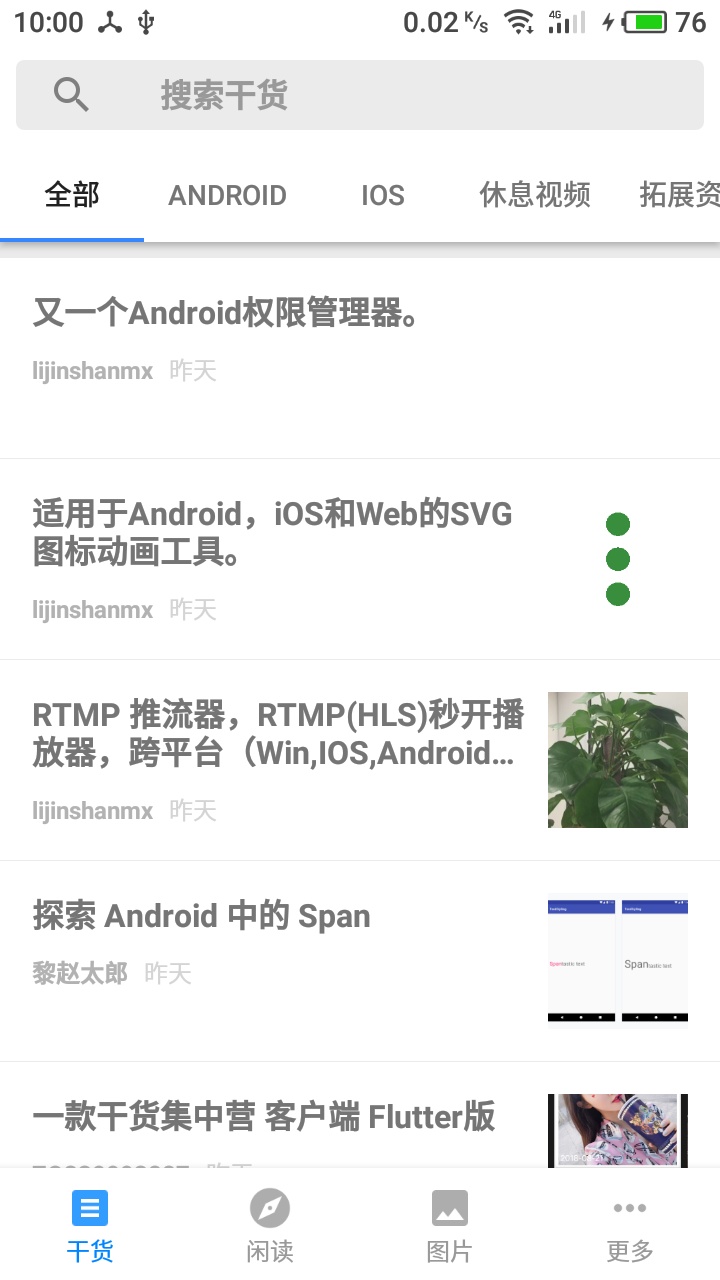 10:00
0.02 K/s
4G
76
搜索干货
全部 ANDROID IOS 休息视频 拓展资
又一个Android权限管理器。
lijinshanmx 昨天
适用于Android，iOS和Web的SVG
图标动画工具。
lijinshanmx 昨天
RTMP 推流器，RTMP(HLS)秒开播
放器，跨平台（Win,IOS,Android…
lijinshanmx 昨天
探索 Android 中的 Span
黎赵太郎 昨天
Spantastic text
Spantastic text
一款干货集中营 客户端 Flutter版
干货 闲读 图片 更多